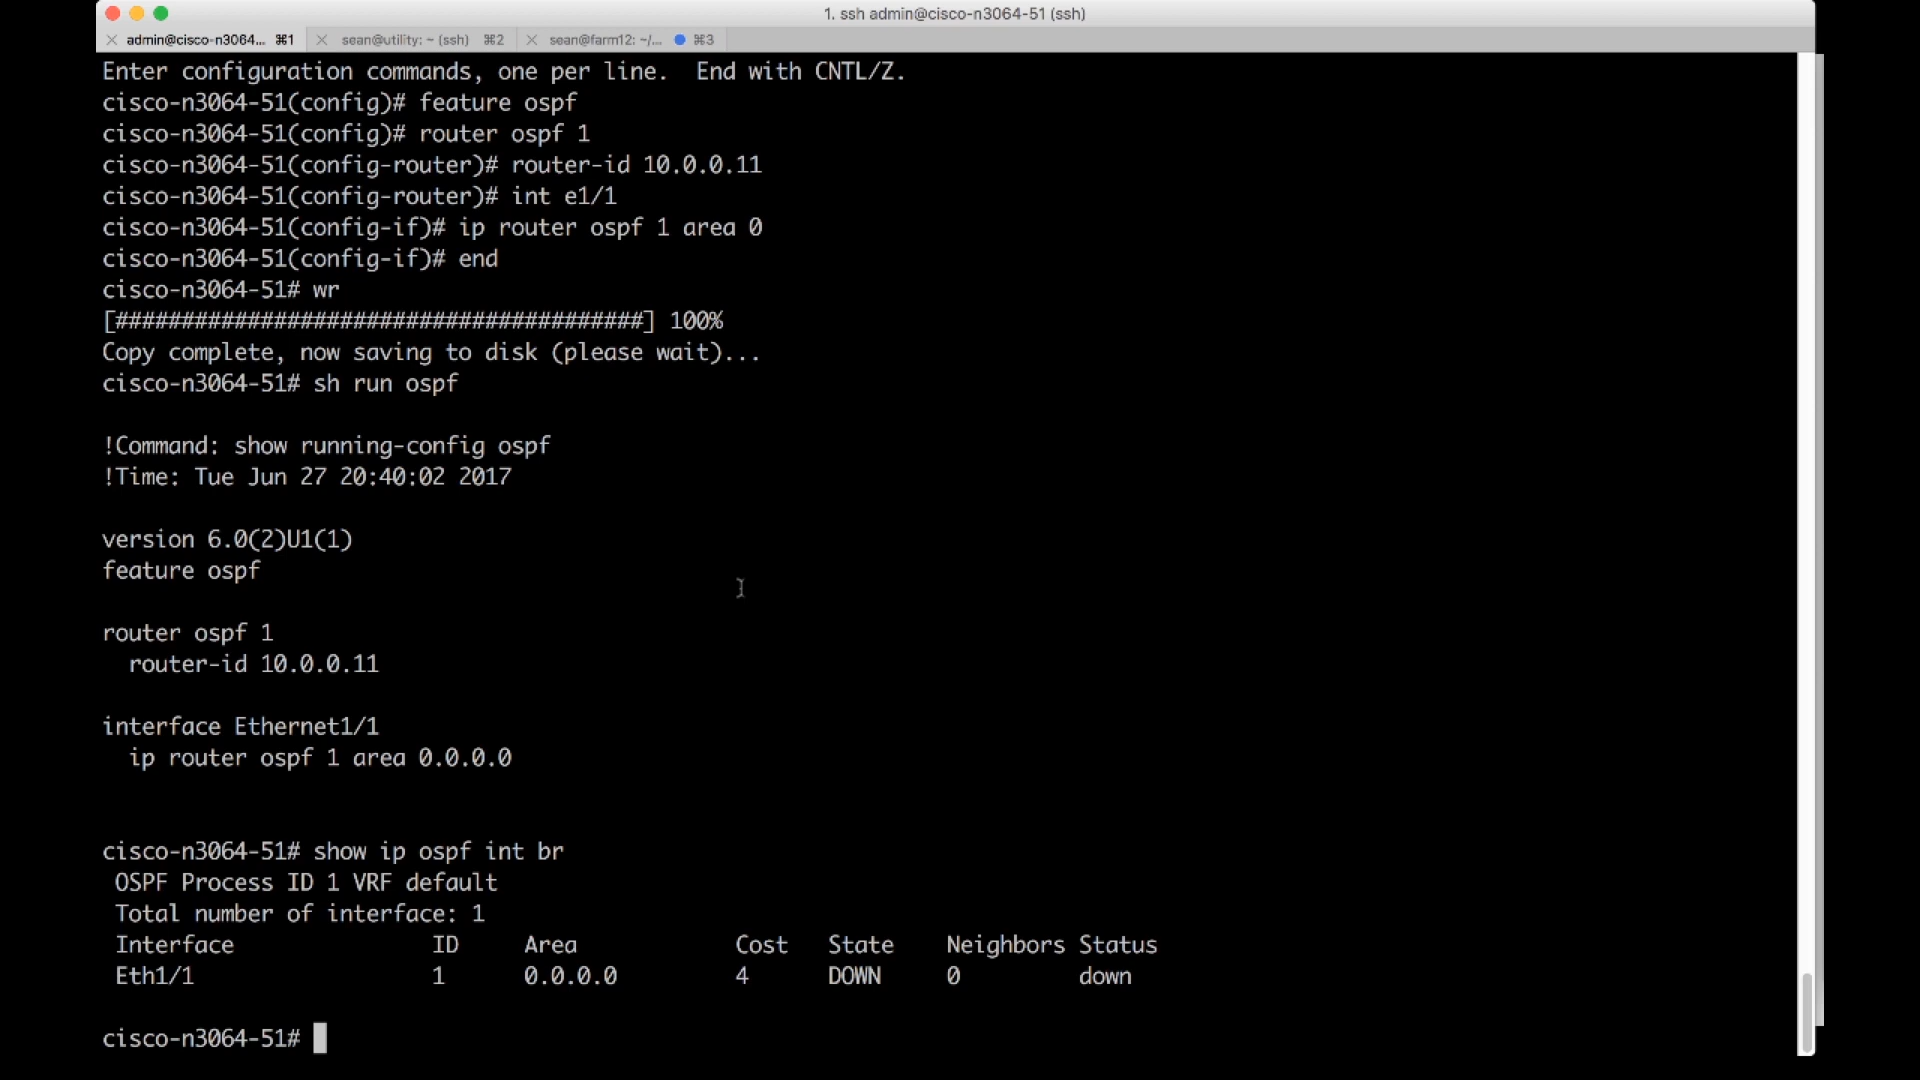 1. ssh admin@cisco-n3064-51 (ssh)
admin@cisco-n3064... ⌘1 sean@utility: ~ (ssh) ⌘2 sean@farm12: ~/... ⌘3
Enter configuration commands, one per line.  End with CNTL/Z.
cisco-n3064-51(config)# feature ospf
cisco-n3064-51(config)# router ospf 1
cisco-n3064-51(config-router)# router-id 10.0.0.11
cisco-n3064-51(config-router)# int e1/1
cisco-n3064-51(config-if)# ip router ospf 1 area 0
cisco-n3064-51(config-if)# end
cisco-n3064-51# wr
[########################################] 100%
Copy complete, now saving to disk (please wait)...
cisco-n3064-51# sh run ospf
!Command: show running-config ospf
!Time: Tue Jun 27 20:40:02 2017
version 6.0(2)U1(1)
feature ospf
router ospf 1
  router-id 10.0.0.11
interface Ethernet1/1
  ip router ospf 1 area 0.0.0.0
cisco-n3064-51# show ip ospf int br
 OSPF Process ID 1 VRF default
 Total number of interface: 1
 Interface               ID     Area            Cost   State    Neighbors Status
 Eth1/1                  1      0.0.0.0         4      DOWN     0         down
cisco-n3064-51#